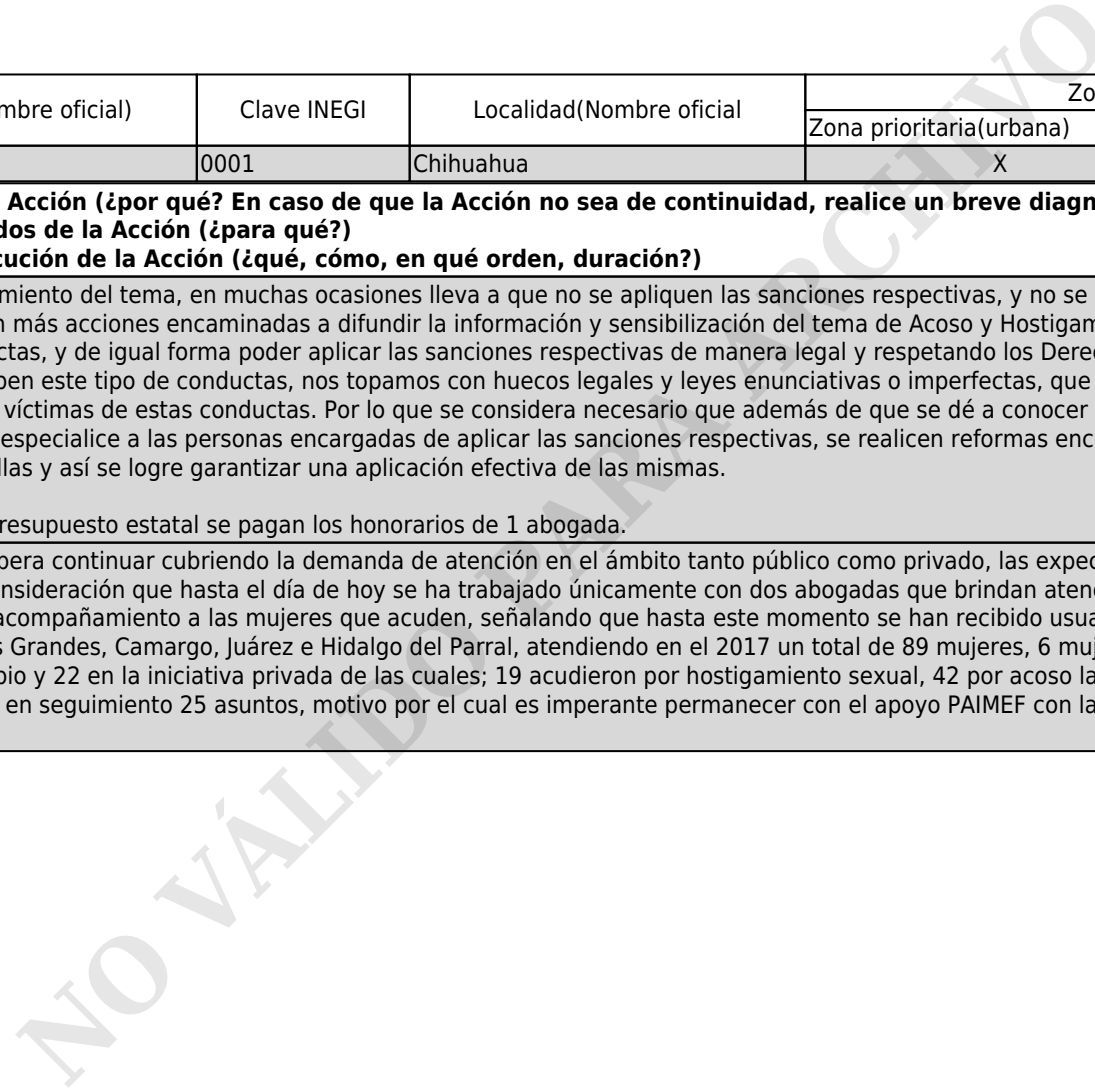 mbre oficial)
Clave INEGI
Localidad(Nombre oficial
Zo
Zona prioritaria(urbana)
0001
Chihuahua
X
Acción (¿por qué? En caso de que la Acción no sea de continuidad, realice un breve diagn
dos de la Acción (¿para qué?)
cución de la Acción (¿qué, cómo, en qué orden, duración?)
miento del tema, en muchas ocasiones lleva a que no se apliquen las sanciones respectivas, y no se
n más acciones encaminadas a difundir la información y sensibilización del tema de Acoso y Hostigam
ctas, y de igual forma poder aplicar las sanciones respectivas de manera legal y respetando los Derec
ben este tipo de conductas, nos topamos con huecos legales y leyes enunciativas o imperfectas, que
víctimas de estas conductas. Por lo que se considera necesario que además de que se dé a conocer
especialice a las personas encargadas de aplicar las sanciones respectivas, se realicen reformas enc
llas y así se logre garantizar una aplicación efectiva de las mismas.
resupuesto estatal se pagan los honorarios de 1 abogada.
pera continuar cubriendo la demanda de atención en el ámbito tanto público como privado, las expec
nsideración que hasta el día de hoy se ha trabajado únicamente con dos abogadas que brindan atenc
acompañamiento a las mujeres que acuden, señalando que hasta este momento se han recibido usua
s Grandes, Camargo, Juárez e Hidalgo del Parral, atendiendo en el 2017 un total de 89 mujeres, 6 muj
pio y 22 en la iniciativa privada de las cuales; 19 acudieron por hostigamiento sexual, 42 por acoso la
en seguimiento 25 asuntos, motivo por el cual es imperante permanecer con el apoyo PAIMEF con la
NO VÁLIDO PARA ARCHIVO